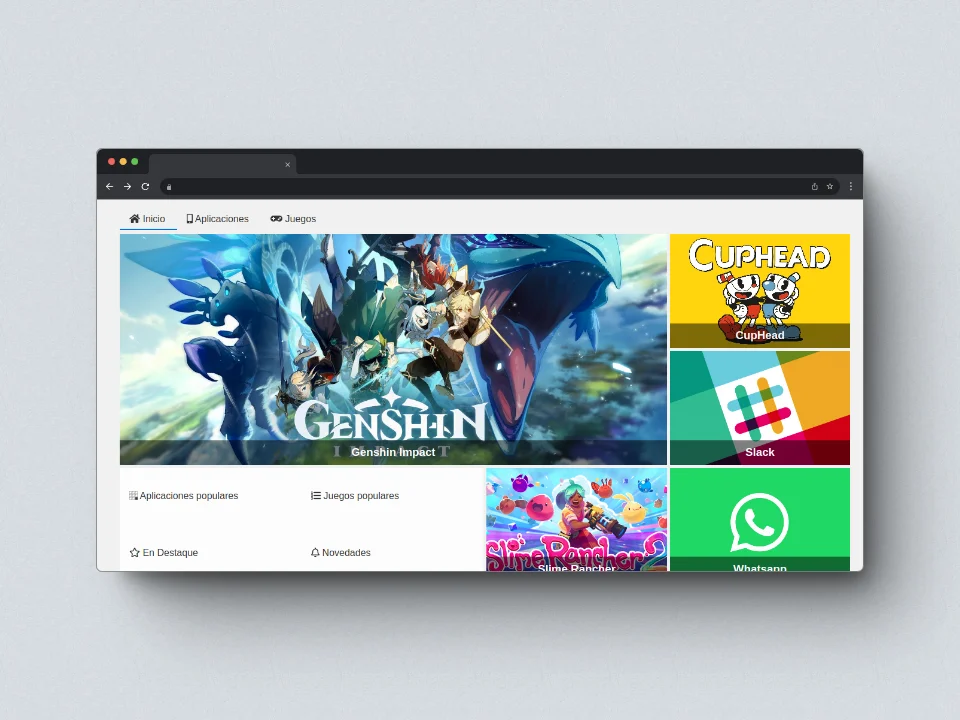 Inicio
Aplicaciones
Juegos
CUPHEAD
CupHead
GENSHIN
IMPACT
Genshin Impact
Slack
Aplicaciones populares
Juegos populares
En Destaque
Novedades
Slime Rancher 2
Slime Rancher
Whatsapp